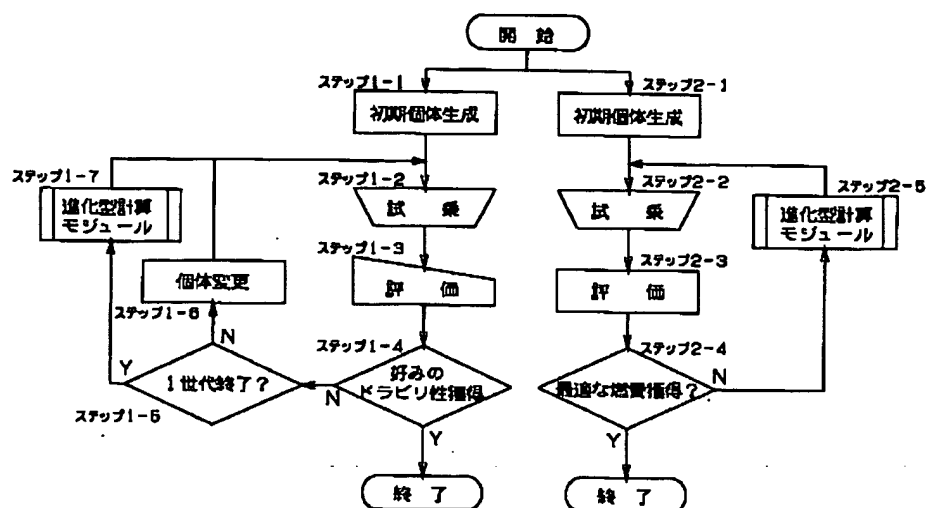 開 始
ステップ1-1
初期個体生成
ステップ2-1
初期個体生成
ステップ1-7
進化型計算
モジュール
ステップ1-2
試 乗
ステップ2-2
試 乗
ステップ2-5
進化型計算
モジュール
個体変更
ステップ1-6
ステップ1-3
評 価
ステップ2-3
評 価
Y
1世代終了?
N
ステップ1-5
ステップ1-4
好みの
ドラビリ性獲得
N
Y
ステップ2-4
最適な燃費獲得?
N
Y
終 了
終 了